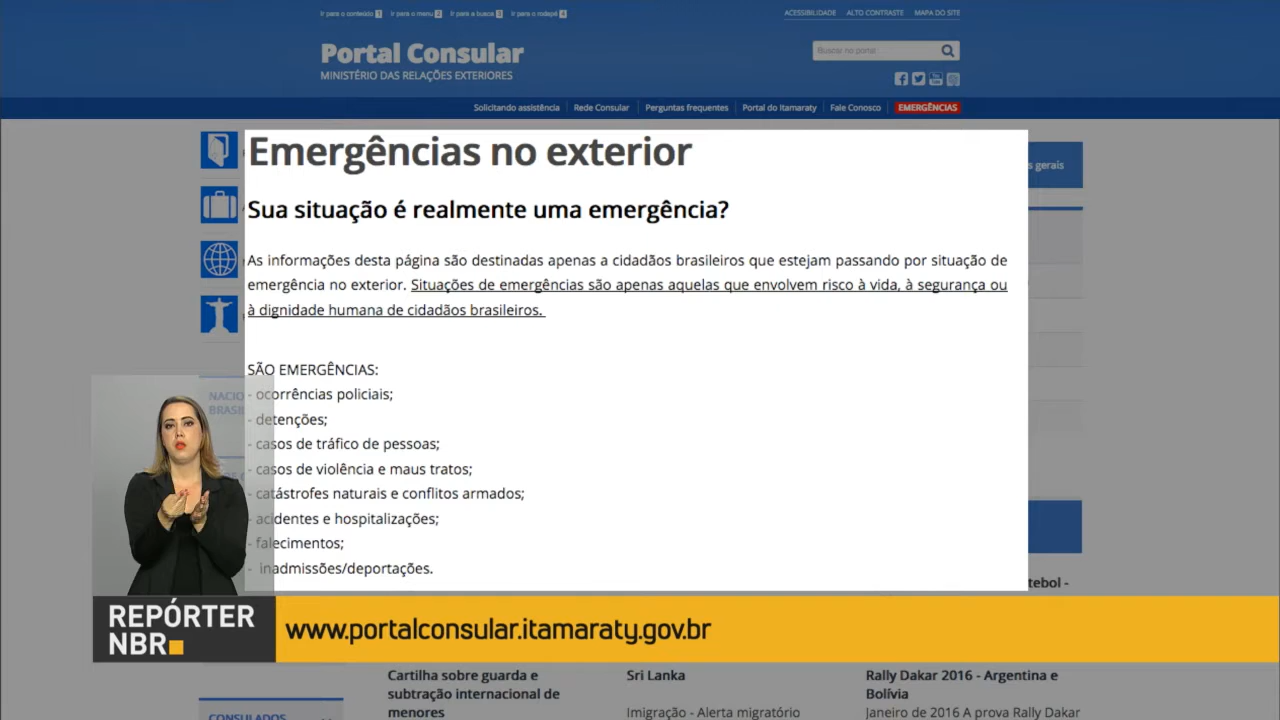 Ir para o conteúdo 1 Ir para o menu 2 Ir para a busca 3 Ir para o rodapé 4
ACESSIBILIDADE ALTO CONTRASTE MAPA DO SITE
Portal Consular
MINISTÉRIO DAS RELAÇÕES EXTERIORES
Buscar no portal
Solicitando assistência Rede Consular Perguntas frequentes Portal do Itamaraty Fale Conosco EMERGÊNCIAS
Emergências no exterior
s gerais
Sua situação é realmente uma emergência?
As informações desta página são destinadas apenas a cidadãos brasileiros que estejam passando por situação de
emergência no exterior. Situações de emergências são apenas aquelas que envolvem risco à vida, à segurança ou
à dignidade humana de cidadãos brasileiros.
SÃO EMERGÊNCIAS:
- ocorrências policiais;
- detenções;
- casos de tráfico de pessoas;
- casos de violência e maus tratos;
- catástrofes naturais e conflitos armados;
- acidentes e hospitalizações;
- falecimentos;
- inadmissões/deportações.
NACIO
BRASIL
tebol -
REPÓRTER
NBR
www.portalconsular.itamaraty.gov.br
Cartilha sobre guarda e
subtração internacional de
menores
Sri Lanka
Imigração - Alerta migratório
Rally Dakar 2016 - Argentina e
Bolívia
Janeiro de 2016 A prova Rally Dakar
CONSULADOS